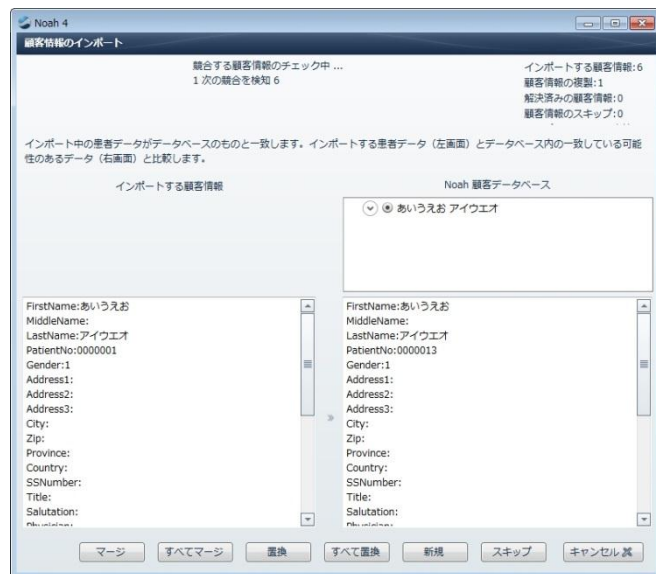 Noah 4
顧客情報のインポート
競合する顧客情報のチェック中 ...
1 次の競合を検知 6
インポートする顧客情報:6
顧客情報の複製:1
解決済みの顧客情報:0
顧客情報のスキップ:0
インポート中の患者データがデータベースのものと一致します。インポートする患者データ（左画面）とデータベース内の一致している可能
性のあるデータ（右画面）と比較します。
インポートする顧客情報
Noah 顧客データベース
あいうえお アイウエオ
FirstName:あいうえお
MiddleName:
LastName:アイウエオ
PatientNo:0000001
Gender:1
Address1:
Address2:
Address3:
City:
Zip:
Province:
Country:
SSNumber:
Title:
Salutation:
FirstName:あいうえお
MiddleName:
LastName:アイウエオ
PatientNo:0000013
Gender:1
Address1:
Address2:
Address3:
City:
Zip:
Province:
Country:
SSNumber:
Title:
Salutation:
マージ すべてマージ 置換 すべて置換 新規 スキップ キャンセル